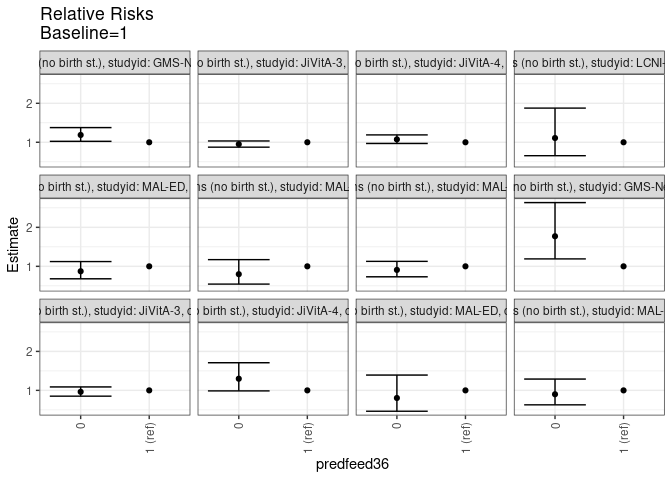 Relative Risks
Baseline=1
(no birth st.), studyid: GMS-N
o birth st.), studyid: JiVitA-3,
o birth st.), studyid: JiVitA-4,
s (no birth st.), studyid: LCNI-
2
1
o birth st.), studyid: MAL-ED,
ns (no birth st.), studyid: MAL
ns (no birth st.), studyid: MAL-
no birth st.), studyid: GMS-Ne
2
1
Estimate
o birth st.), studyid: JiVitA-3, c
o birth st.), studyid: JiVitA-4, c
o birth st.), studyid: MAL-ED, c
s (no birth st.), studyid: MAL-
2
1
0
1 (ref)
0
1 (ref)
0
1 (ref)
0
1 (ref)
predfeed36